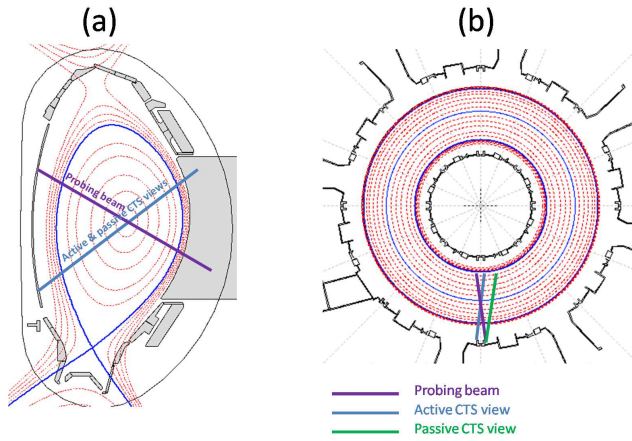 (a)
(b)
Probing beam
Active & passive CTS views
Probing beam
Active CTS view
Passive CTS view